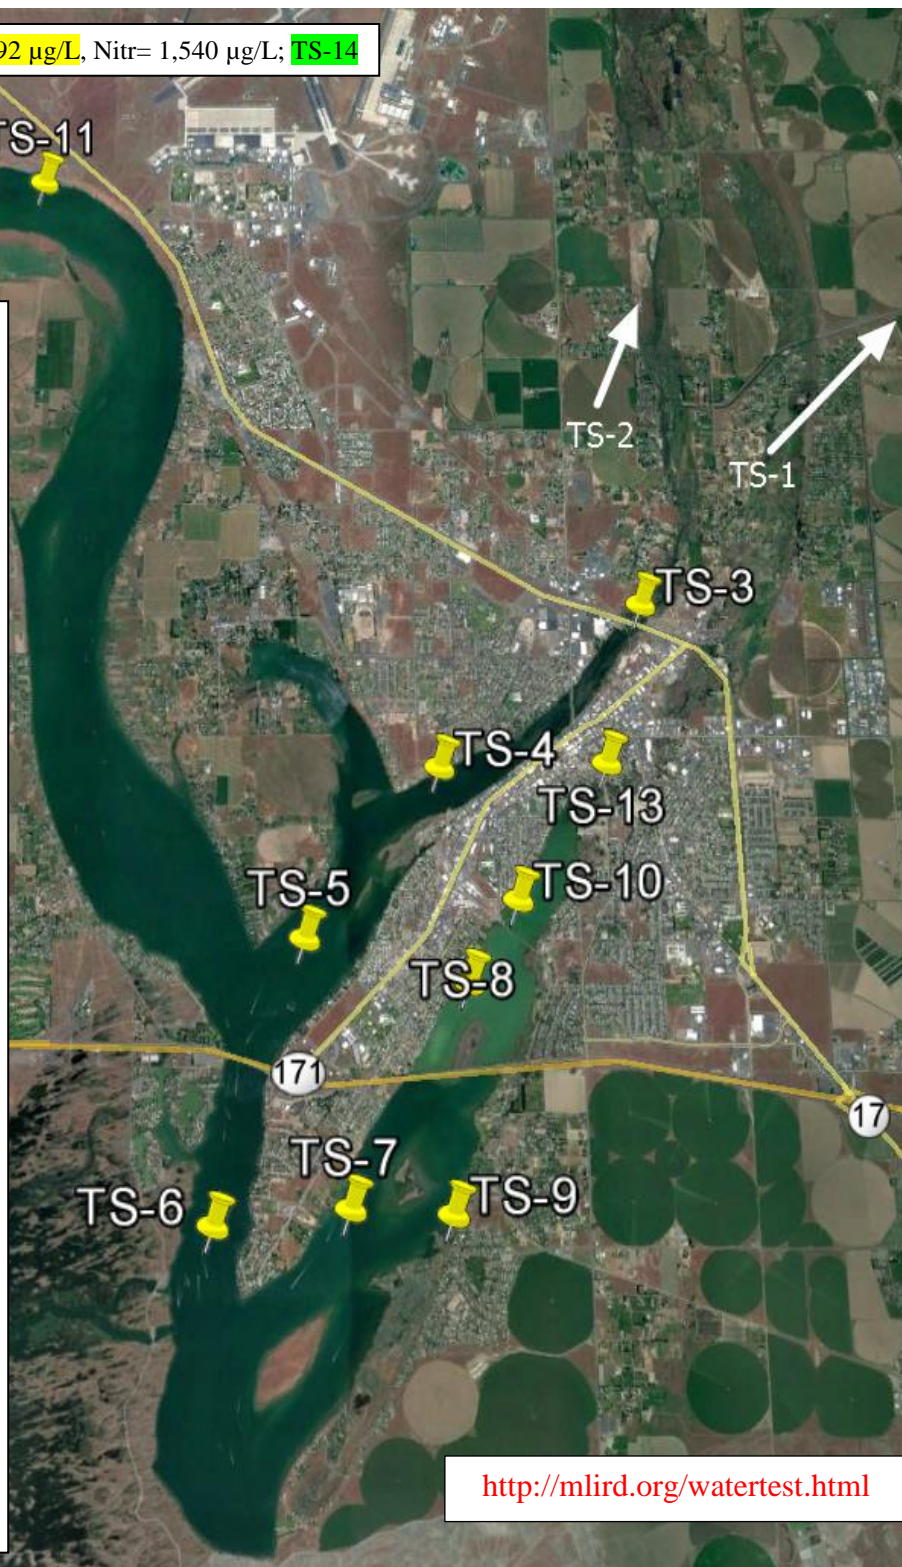 92 µg/L, Nitr= 1,540 µg/L; TS-14
TS-11
TS-2
TS-1
TS-3
TS-4
TS-13
TS-5
TS-10
TS-8
171
17
TS-7
TS-6
TS-9
http://mlird.org/watertest.html